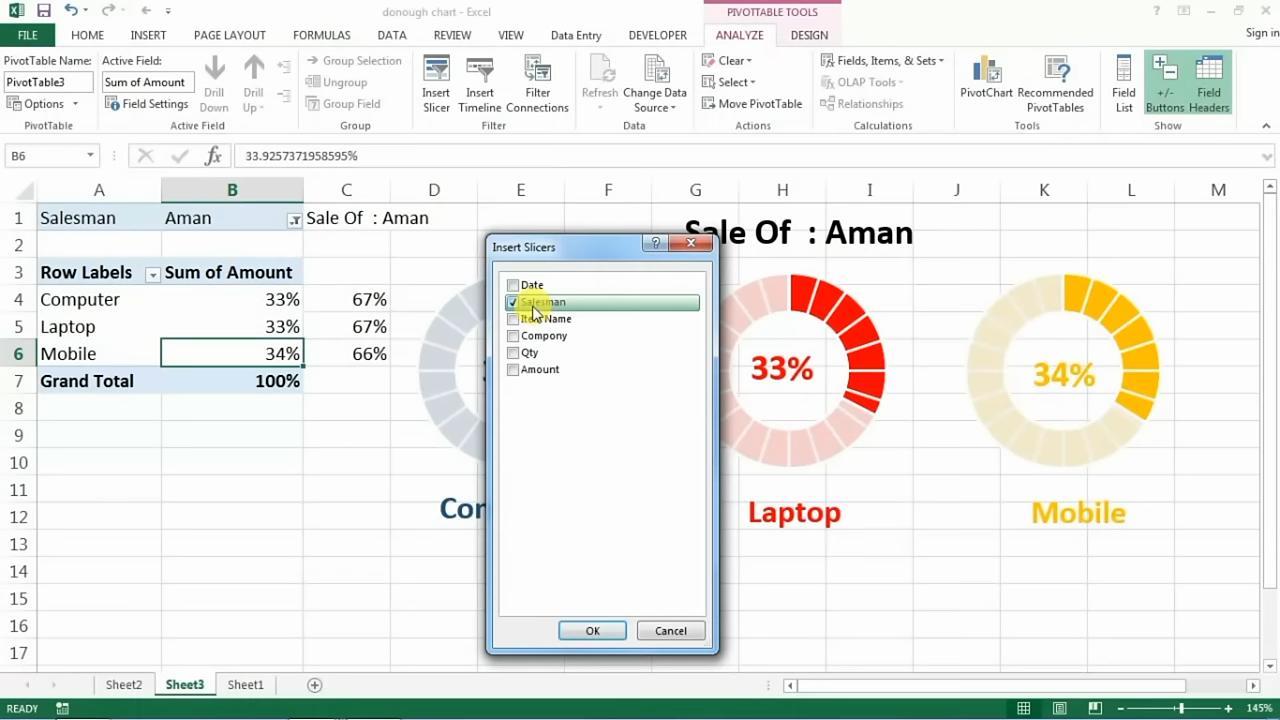 donough chart - Excel
PIVOTTABLE TOOLS
Sign in
FILE HOME INSERT PAGE LAYOUT FORMULAS DATA REVIEW VIEW Data Entry DEVELOPER ANALYZE DESIGN
PivotTable Name:
PivotTable3
Options
PivotTable
Active Field:
Sum of Amount
Field Settings
Drill Down
Drill Up
Active Field
Group Selection
Ungroup
Group Field
Group
Insert Slicer
Insert Timeline
Filter Connections
Filter
Refresh
Change Data Source
Data
Clear
Select
Move PivotTable
Actions
Fields, Items, & Sets
OLAP Tools
Relationships
Calculations
PivotChart
Recommended PivotTables
Tools
Field List
+/- Buttons
Field Headers
Show
B6
fx
33.9257371958595%
A B C D E F G H I J K L M
1 Salesman Aman Sale Of : Aman
2
Sale Of : Aman
3 Row Labels Sum of Amount
4 Computer 33% 67%
5 Laptop 33% 67%
6 Mobile 34% 66%
7 Grand Total 100%
8
9
10
11
12
13
14
15
16
17
Insert Slicers
Date
Salesman
Item Name
Compony
Qty
Amount
OK
Cancel
33%
34%
Con
Laptop
Mobile
Sheet2 Sheet3 Sheet1
READY
145%